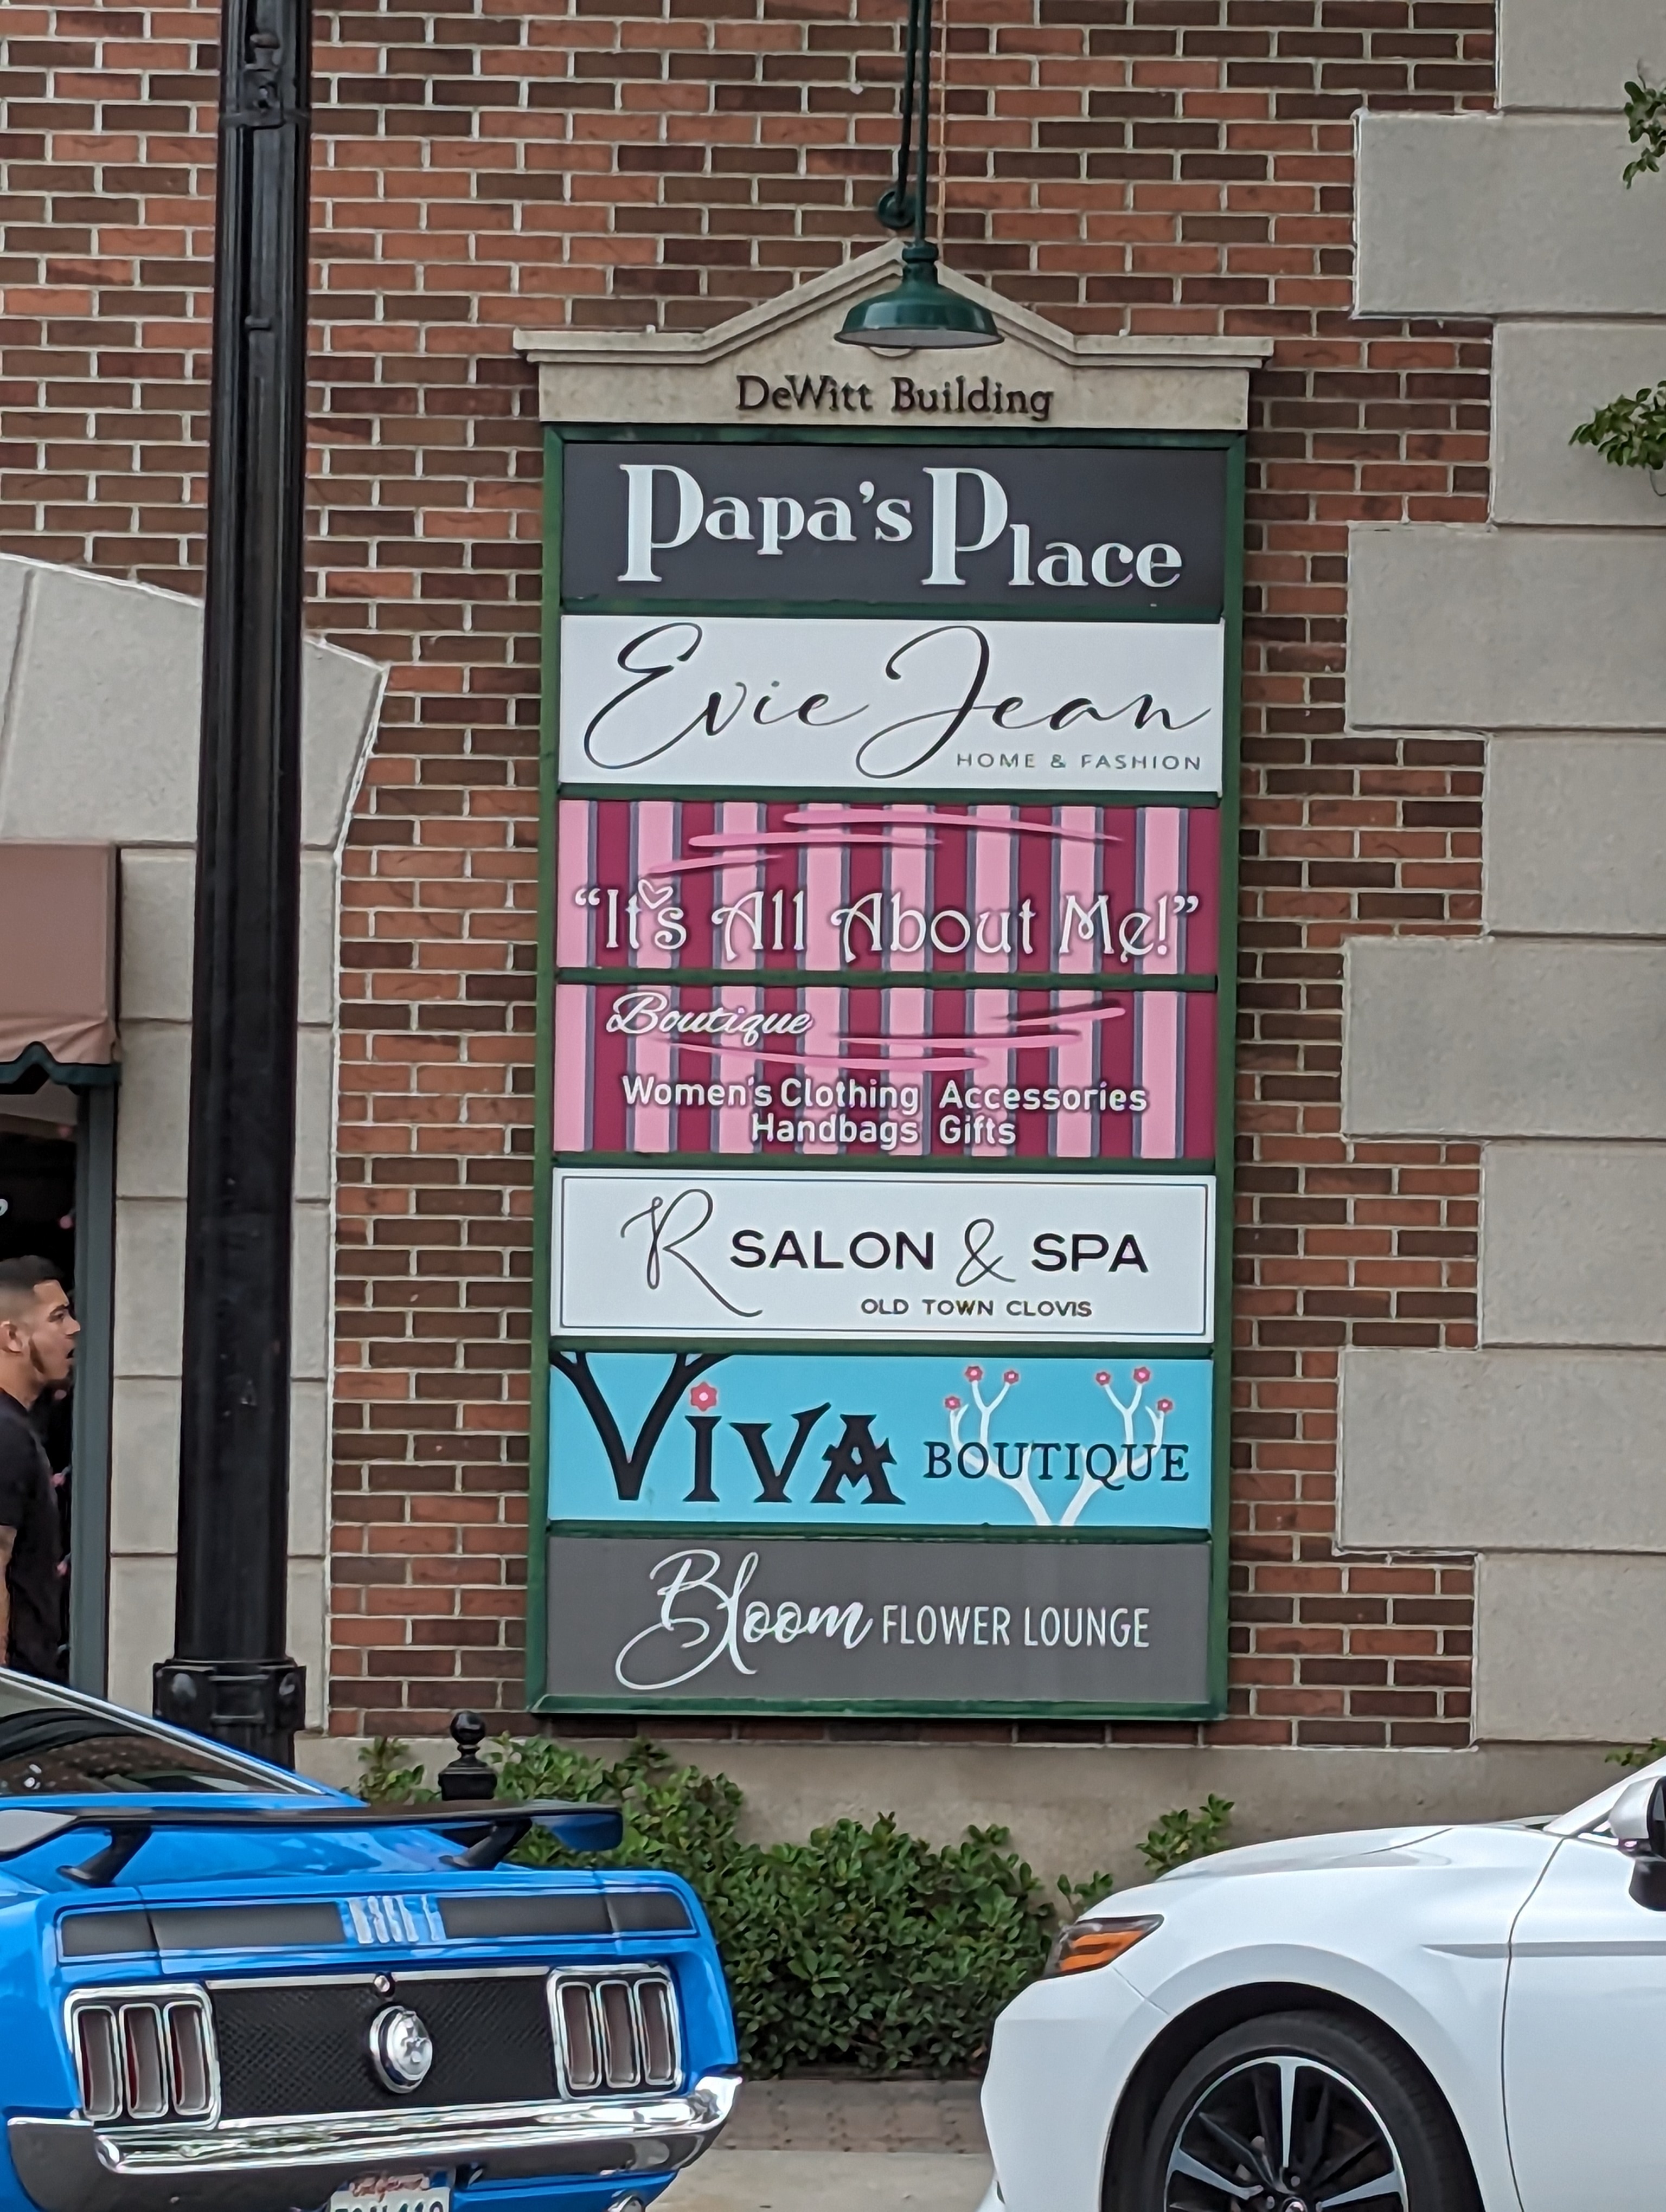 DeWitt Building
Papa's Place
Evie Jean
HOME & FASHION
"It's All About Me!"
Boutique
Women's Clothing Accessories
Handbags Gifts
R SALON & SPA
OLD TOWN CLOVIS
VIVA BOUTIQUE
Bloom FLOWER LOUNGE
California